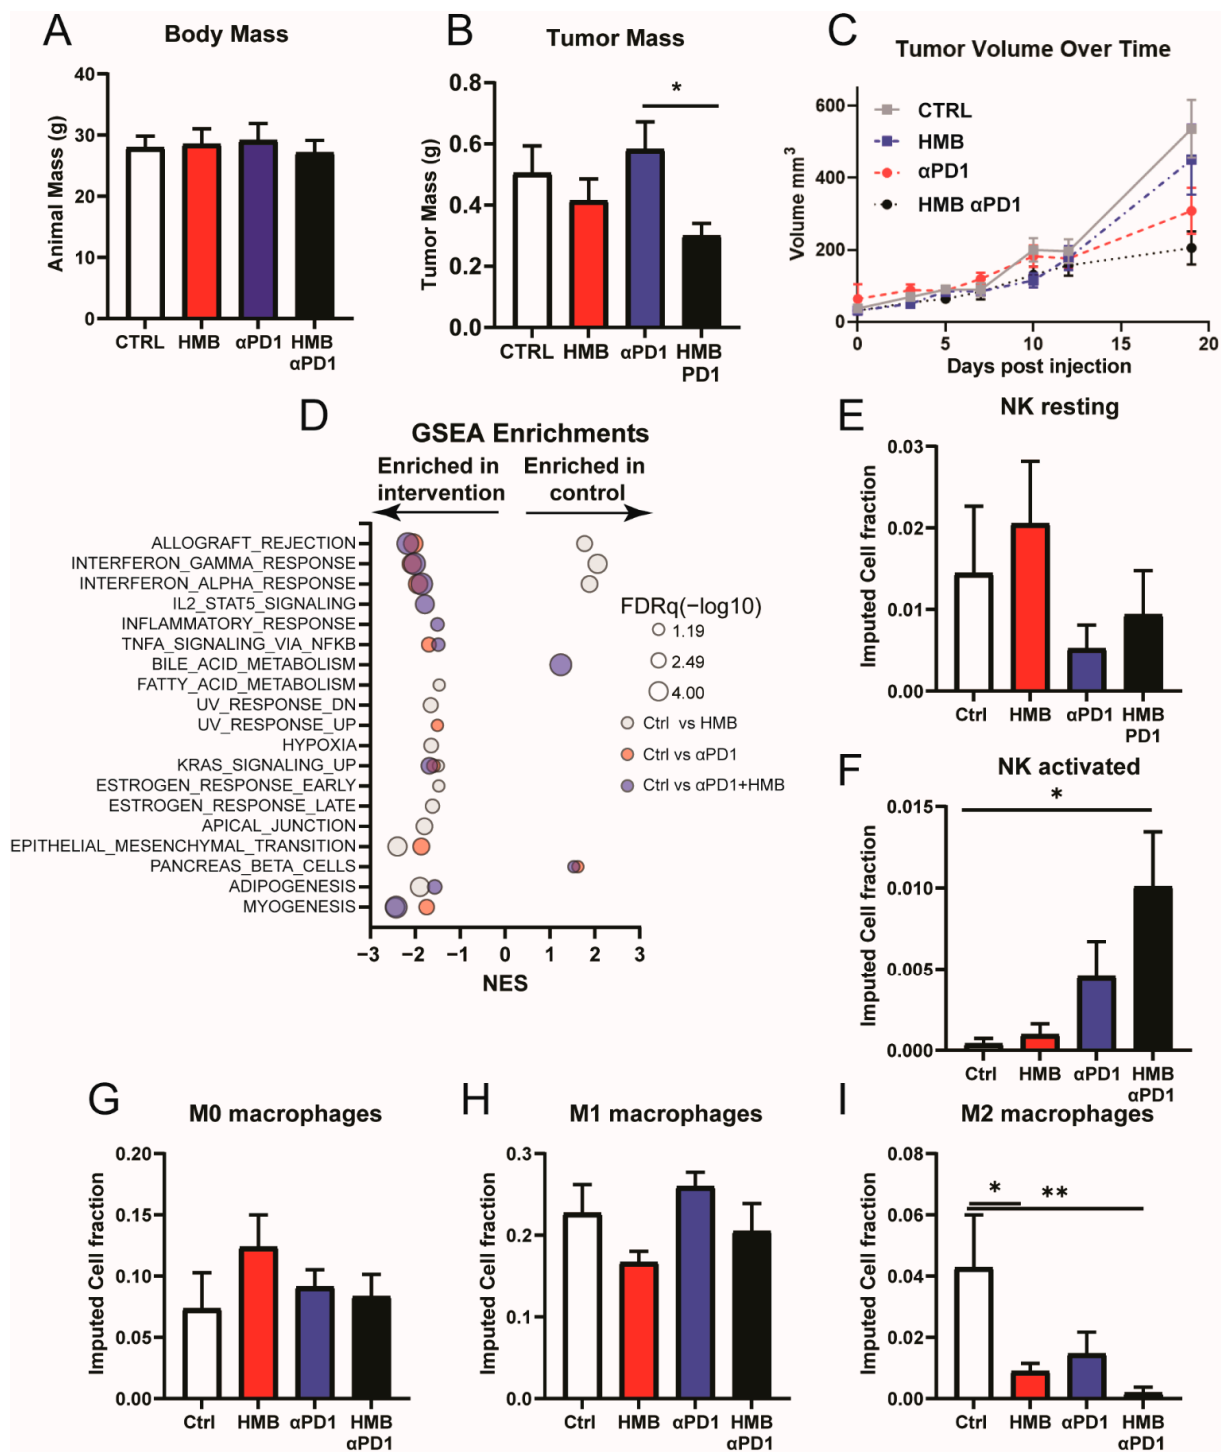 A
Body Mass
Animal Mass (g)
40
30
20
10
0
CTRL HMB αPD1 HMB
αPD1
B
Tumor Mass
Tumor Mass (g)
0.8
0.6
0.4
0.2
0.0
*
CTRL HMB αPD1 HMB
PD1
C
Tumor Volume Over Time
Volume mm³
600
400
200
0
CTRL
HMB
αPD1
HMB αPD1
0 5 10 15 20
Days post injection
D
GSEA Enrichments
Enriched in
intervention
Enriched in
control
ALLOGRAFT_REJECTION
INTERFERON_GAMMA_RESPONSE
INTERFERON_ALPHA_RESPONSE
IL2_STAT5_SIGNALING
INFLAMMATORY_RESPONSE
TNFA_SIGNALING_VIA_NFKB
BILE_ACID_METABOLISM
FATTY_ACID_METABOLISM
UV_RESPONSE_DN
UV_RESPONSE_UP
HYPOXIA
KRAS_SIGNALING_UP
ESTROGEN_RESPONSE_EARLY
ESTROGEN_RESPONSE_LATE
APICAL_JUNCTION
EPITHELIAL_MESENCHYMAL_TRANSITION
PANCREAS_BETA_CELLS
ADIPOGENESIS
MYOGENESIS
−3 −2 −1 0 1 2 3
NES
FDRq(−log10)
1.19
2.49
4.00
Ctrl vs HMB
Ctrl vs αPD1
Ctrl vs αPD1+HMB
E
NK resting
Imputed Cell fraction
0.03
0.02
0.01
0.00
Ctrl HMB αPD1 HMB
PD1
F
NK activated
Imputed Cell fraction
0.015
0.010
0.005
0.000
*
Ctrl HMB αPD1 HMB
αPD1
G
M0 macrophages
Imputed Cell fraction
0.20
0.15
0.10
0.05
0.00
Ctrl HMB αPD1 HMB
αPD1
H
M1 macrophages
Imputed Cell fraction
0.3
0.2
0.1
0.0
Ctrl HMB αPD1 HMB
αPD1
I
M2 macrophages
Imputed Cell fraction
0.08
0.06
0.04
0.02
0.00
* **
Ctrl HMB αPD1 HMB
αPD1